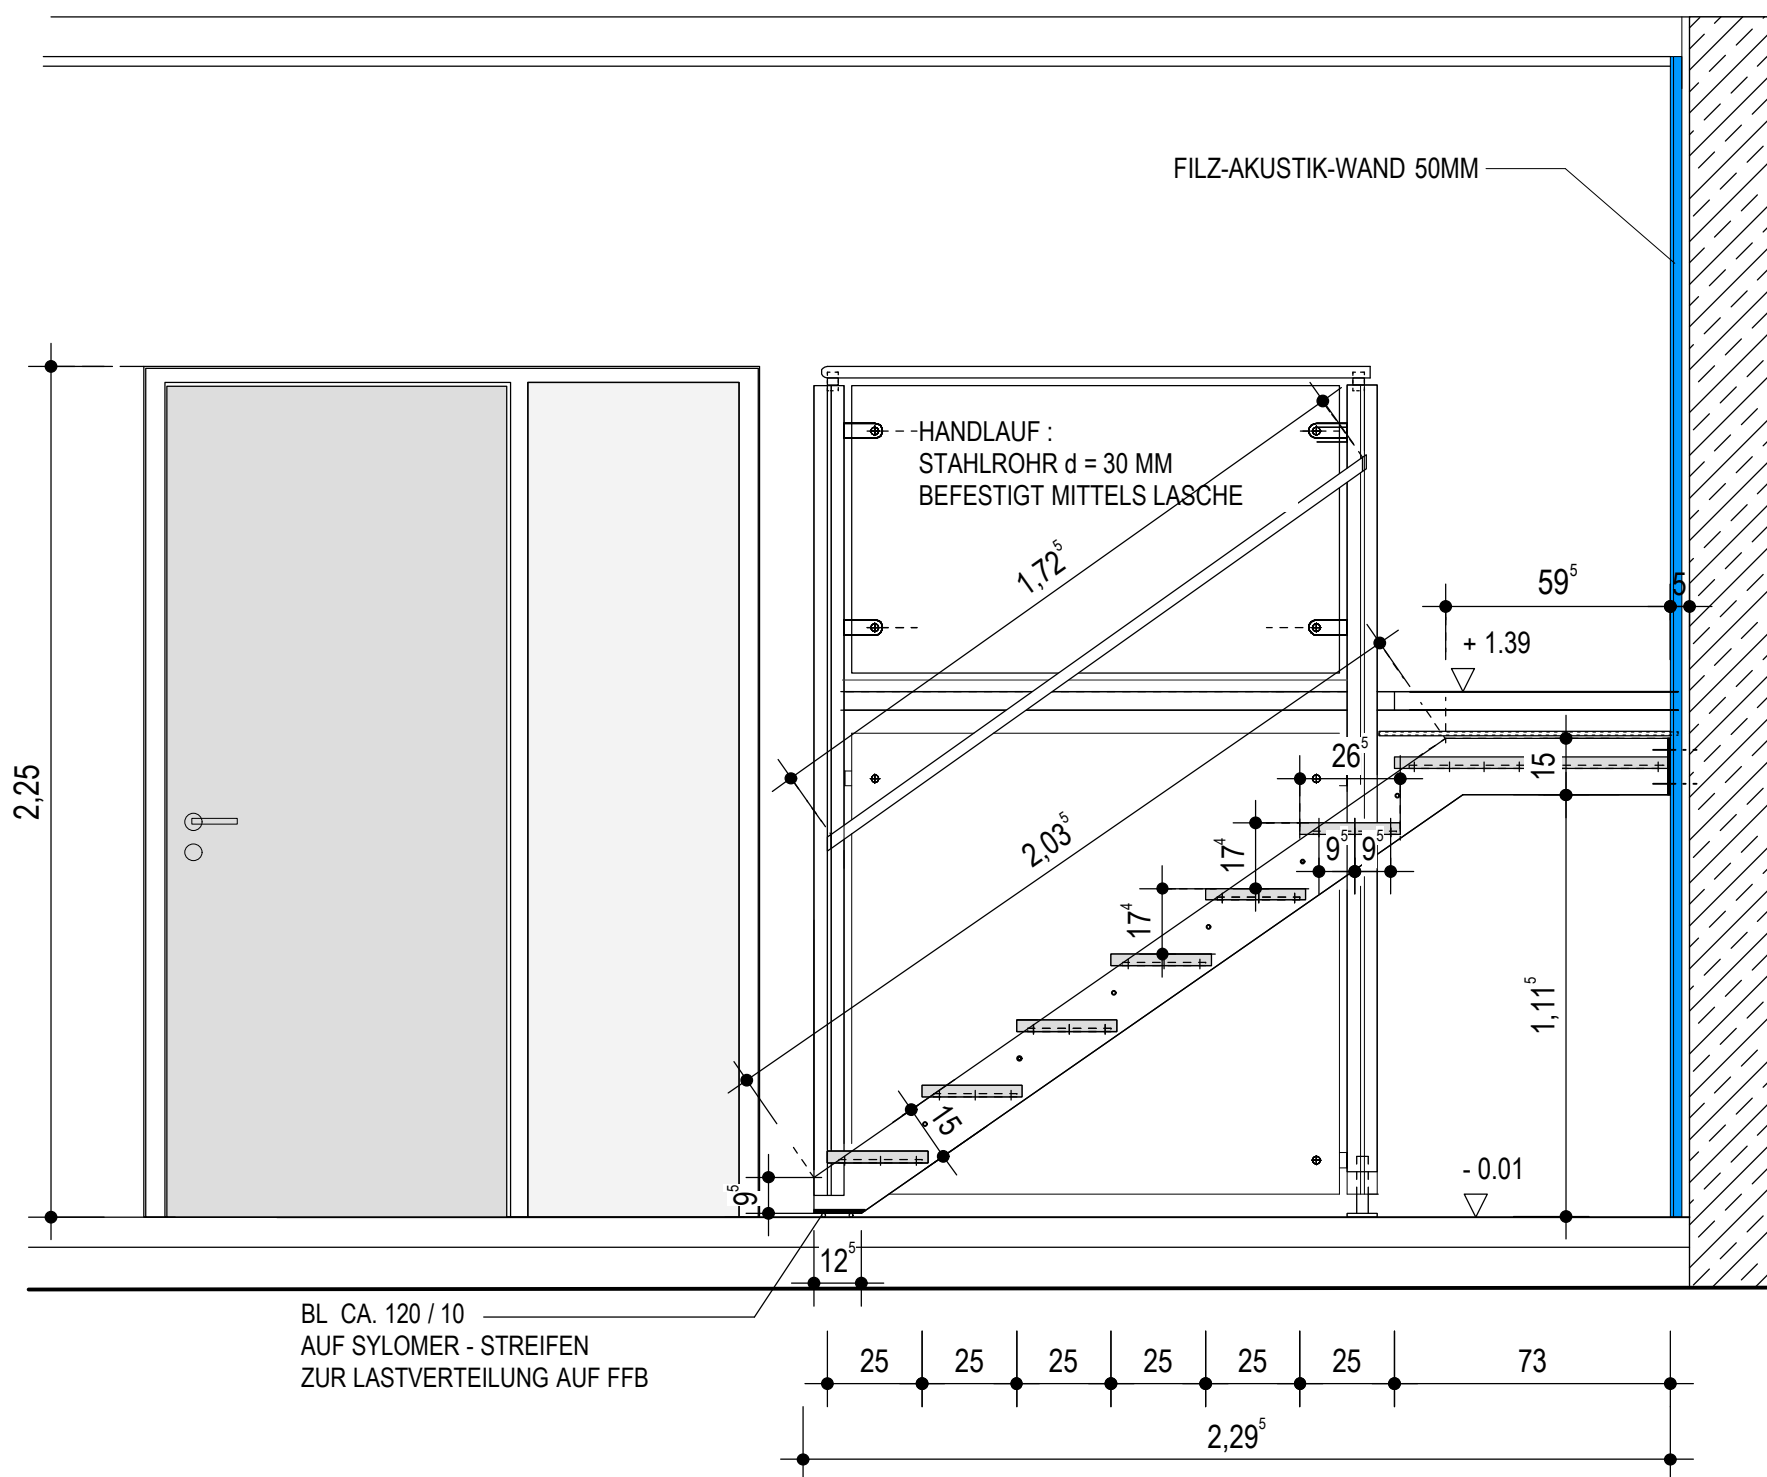 FILZ-AKUSTIK-WAND 50MM
HANDLAUF :
STAHLROHR d = 30 MM
BEFESTIGT MITTELS LASCHE
1,72⁵
59⁵
5
+ 1.39
2,25
26⁵
15
2,03⁵
17⁴
9⁵
9⁵
17⁴
1,11⁵
15
- 0.01
9⁵
12⁵
BL CA. 120 / 10
AUF SYLOMER - STREIFEN
ZUR LASTVERTEILUNG AUF FFB
25 25 25 25 25 25 73
2,29⁵